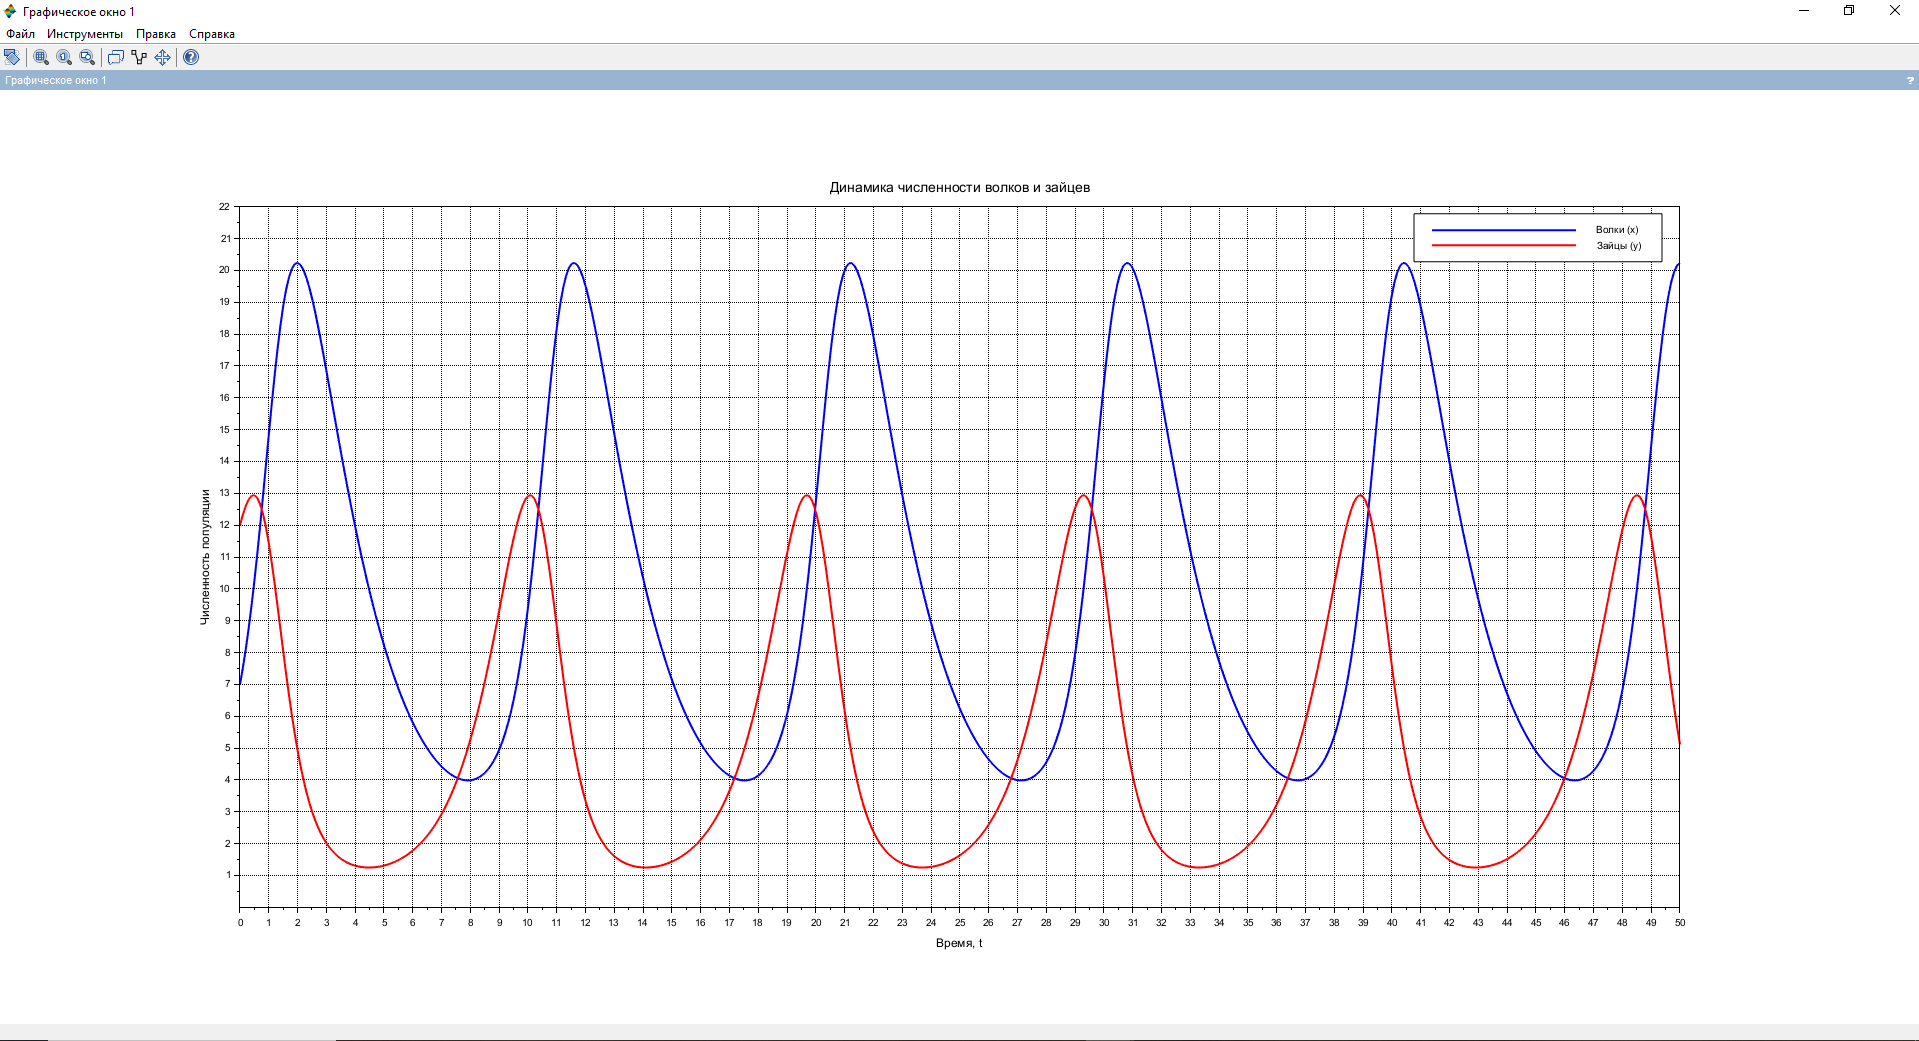 Графическое окно 1
Файл Инструменты Правка Справка
Графическое окно 1 ?
Динамика численности волков и зайцев
Волки (x)
Зайцы (y)
Численность популяции
22
21
20
19
18
17
16
15
14
13
12
11
10
9
8
7
6
5
4
3
2
1
0 1 2 3 4 5 6 7 8 9 10 11 12 13 14 15 16 17 18 19 20 21 22 23 24 25 26 27 28 29 30 31 32 33 34 35 36 37 38 39 40 41 42 43 44 45 46 47 48 49 50
Время, t